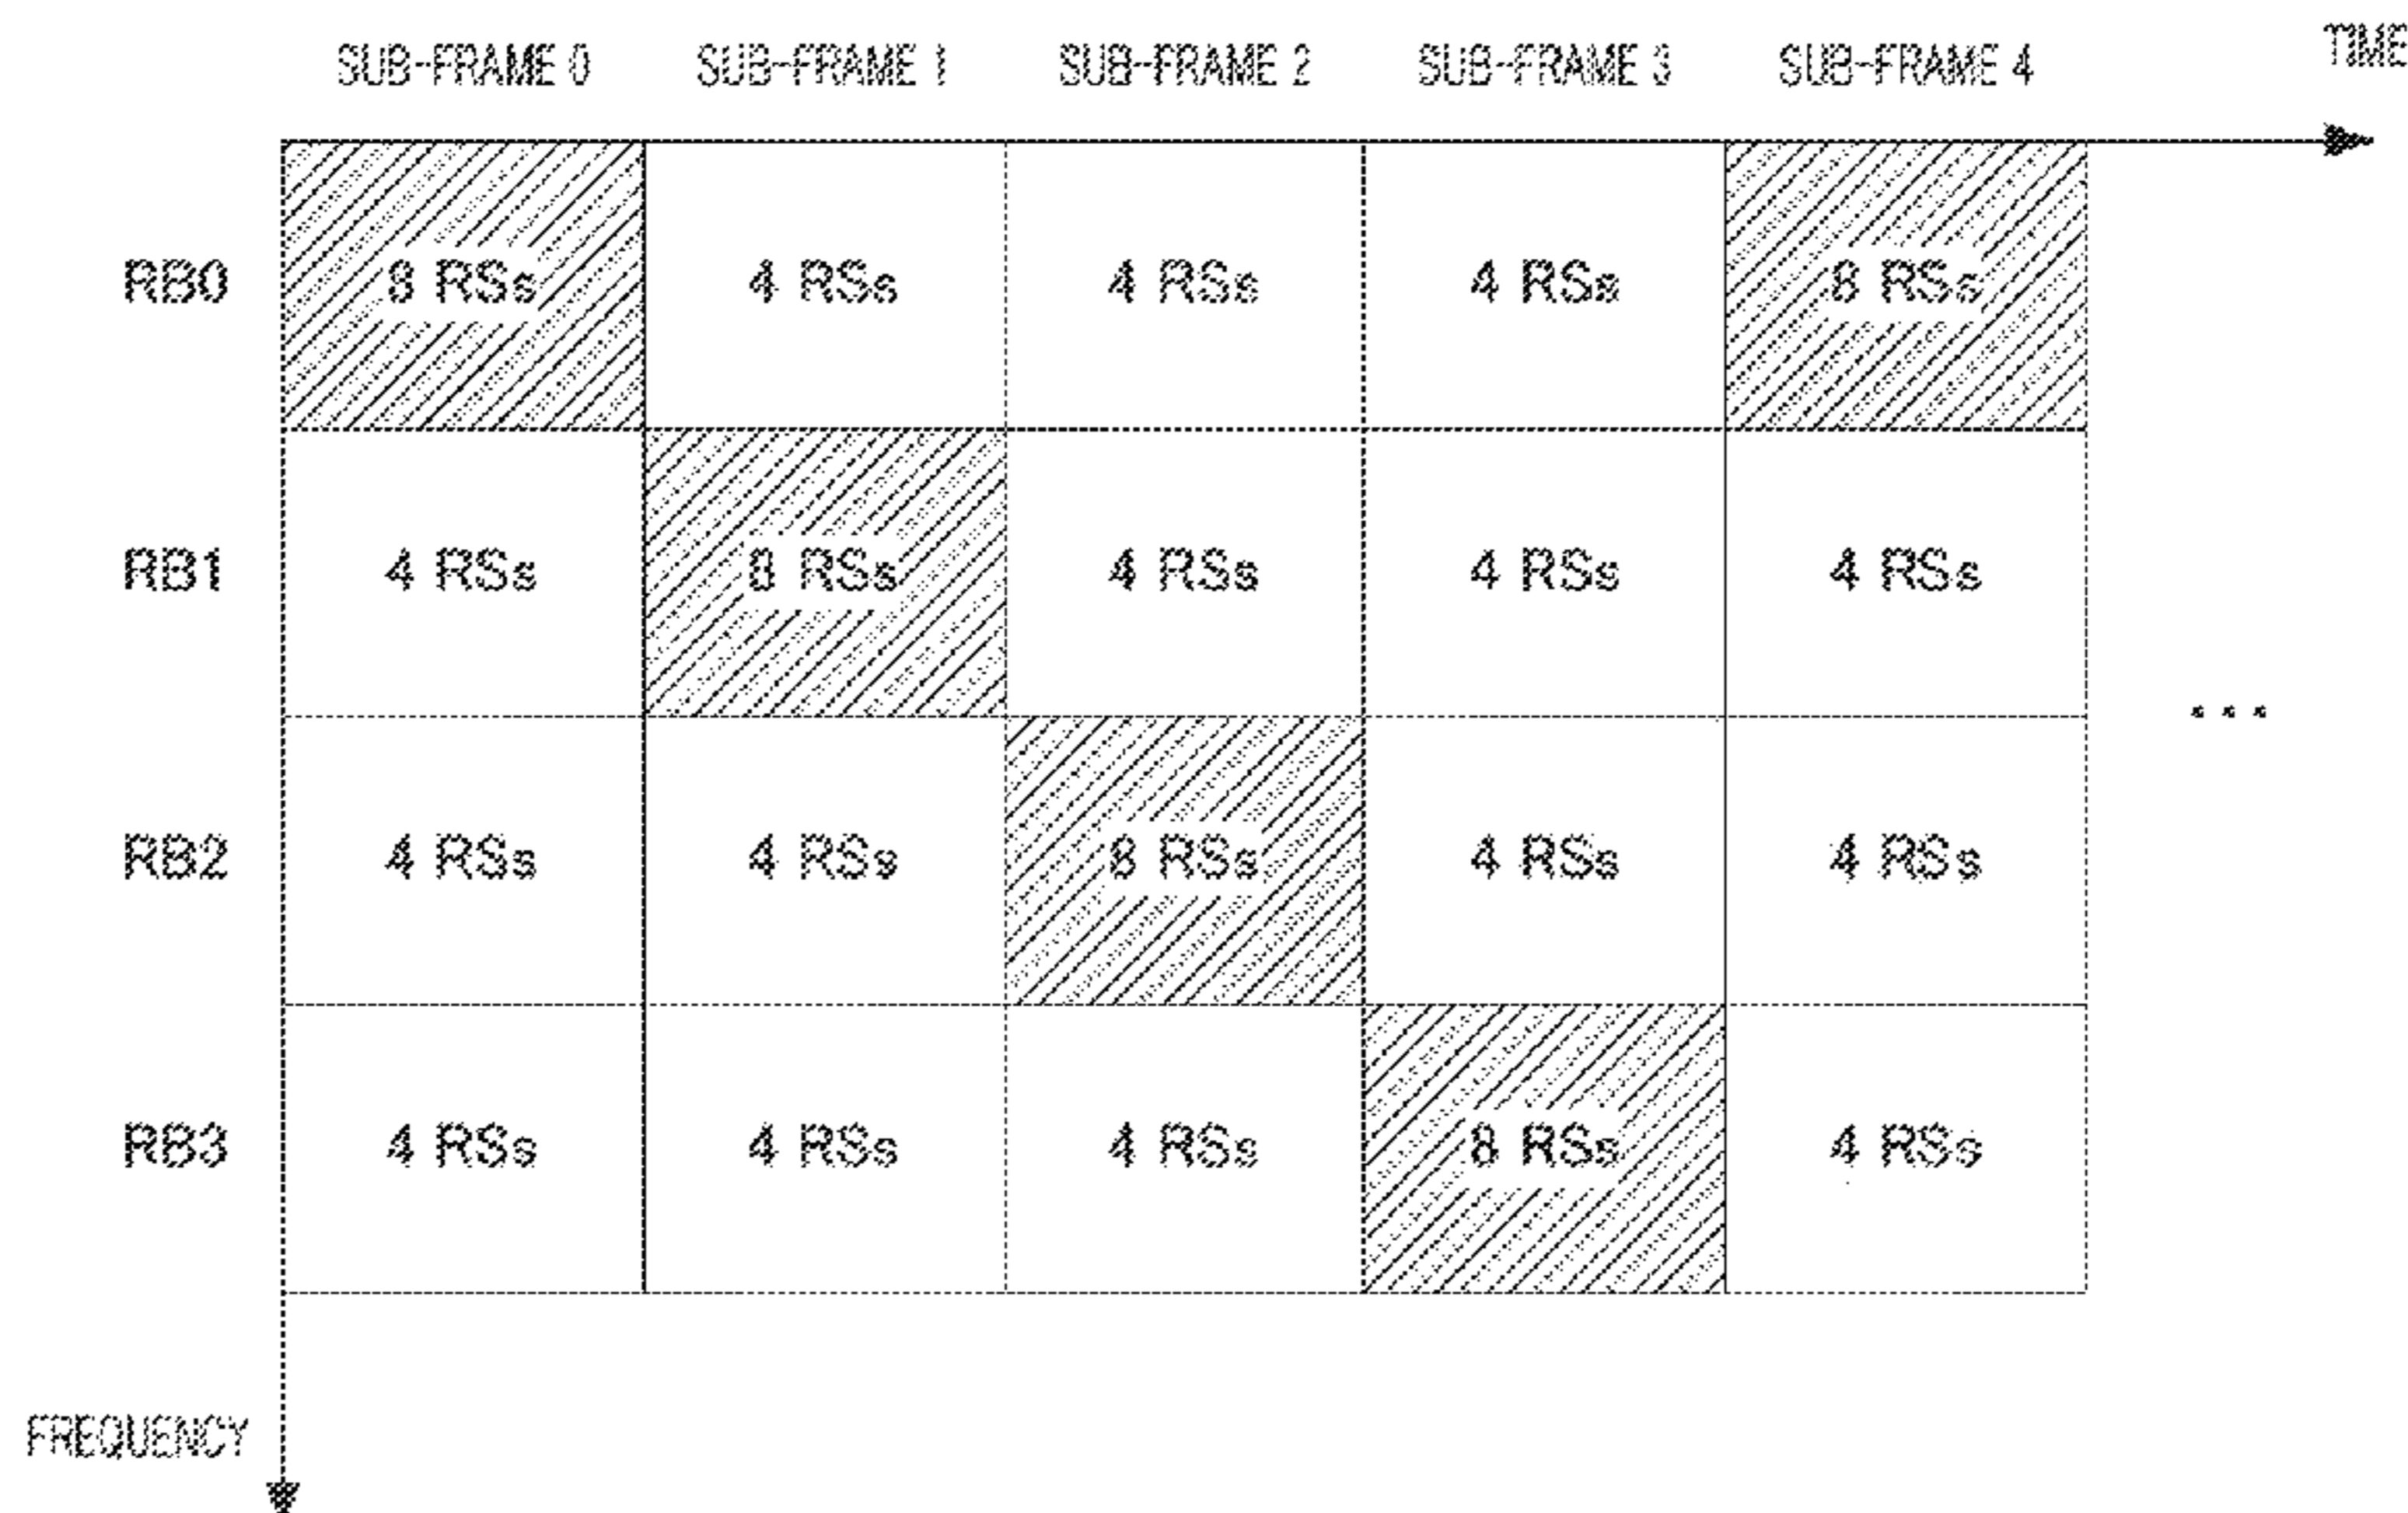 SUB-FRAME 0 SUB-FRAME 1 SUB-FRAME 2 SUB-FRAME 3 SUB-FRAME 4 TIME
RB0 8 RSs 4 RSs 4 RSs 4 RSs 8 RSs
RB1 4 RSs 8 RSs 4 RSs 4 RSs 4 RSs
...
RB2 4 RSs 4 RSs 8 RSs 4 RSs 4 RSs
RB3 4 RSs 4 RSs 4 RSs 8 RSs 4 RSs
FREQUENCY